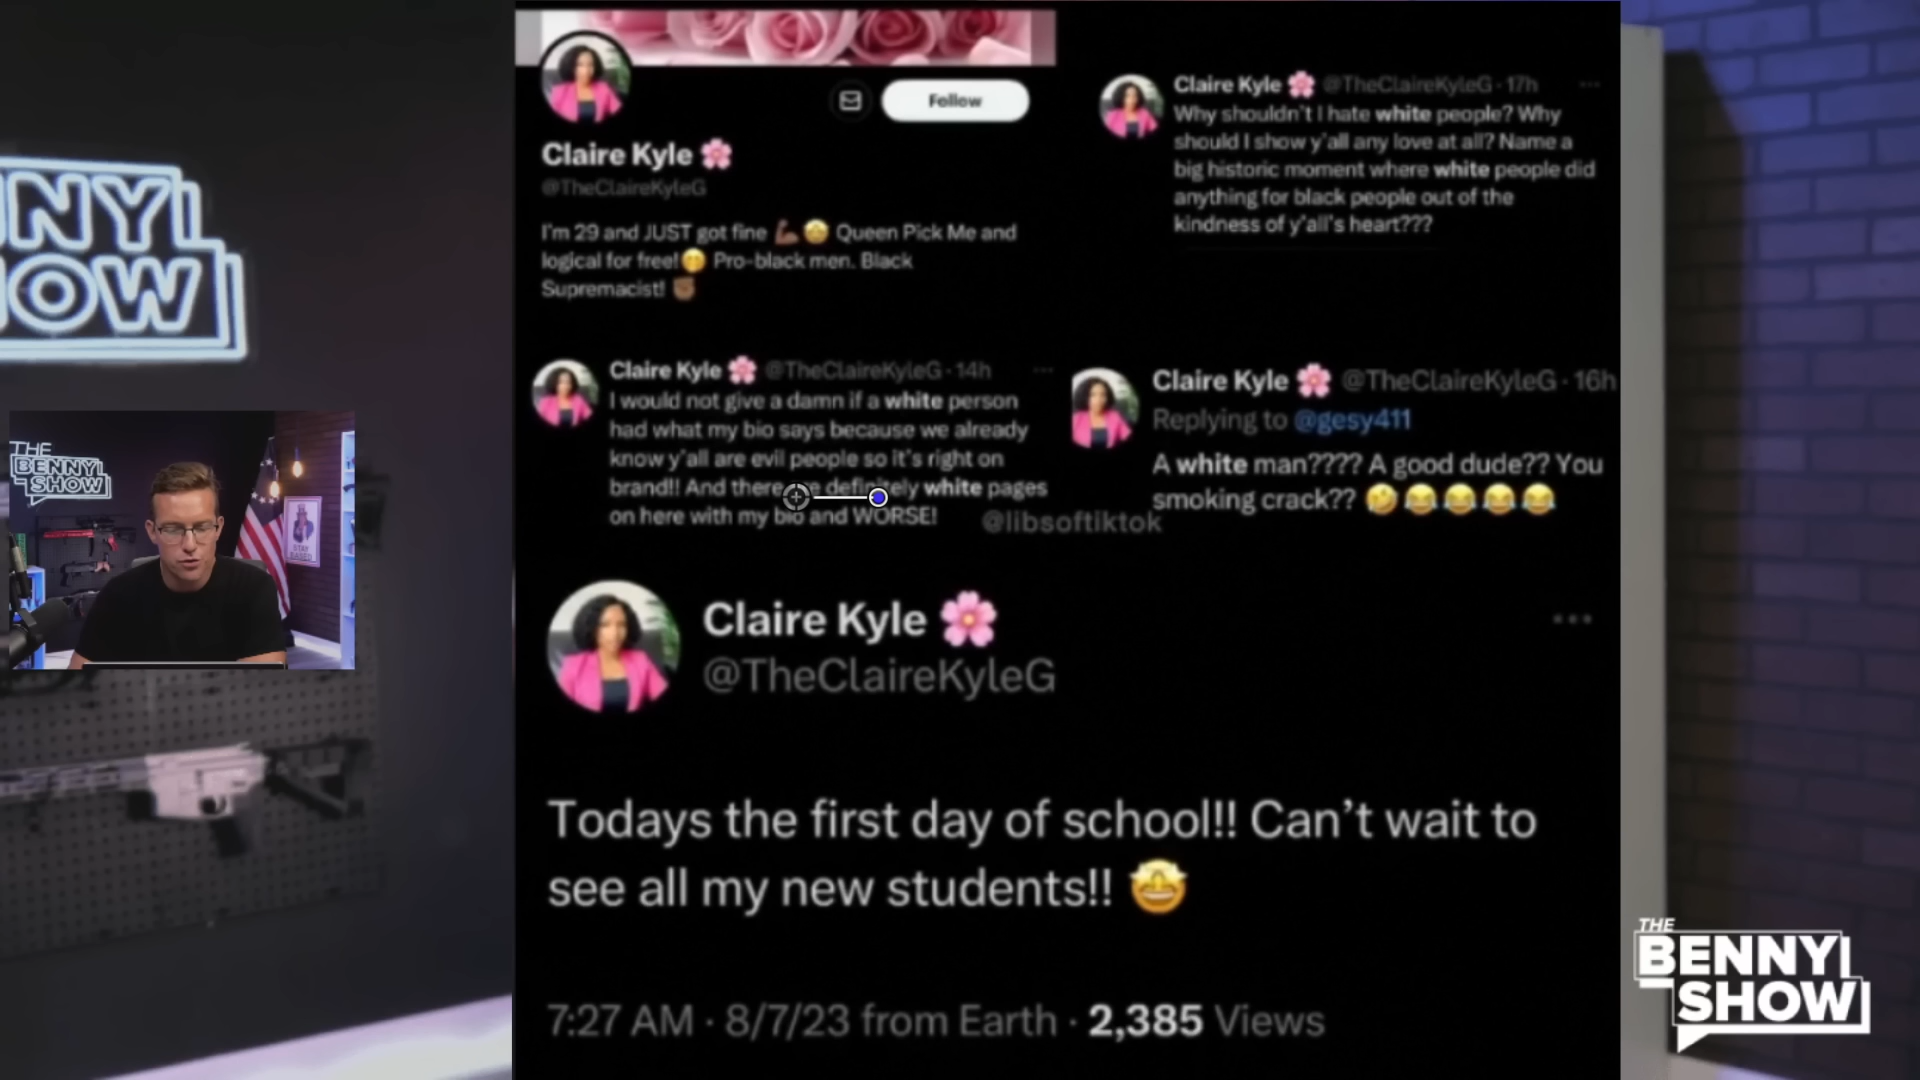 Follow
Claire Kyle 🌸
@TheClaireKyleG
I'm 29 and JUST got fine 💪🏾🤩 Queen Pick Me and
logical for free!😊 Pro-black men. Black
Supremacist! ✊🏾
Claire Kyle 🌸 @TheClaireKyleG · 17h
Why shouldn't I hate white people? Why
should I show y'all any love at all? Name a
big historic moment where white people did
anything for black people out of the
kindness of y'all's heart???
Claire Kyle 🌸 @TheClaireKyleG · 14h
I would not give a damn if a white person
had what my bio says because we already
know y'all are evil people so it's right on
brand!! And there definitely white pages
on here with my bio and WORSE!
Claire Kyle 🌸 @TheClaireKyleG · 16h
Replying to @gesy411
A white man???? A good dude?? You
smoking crack?? 🤣😂😂😂😂
@libsoftiktok
Claire Kyle 🌸
@TheClaireKyleG
Todays the first day of school!! Can't wait to
see all my new students!! 🤩
7:27 AM · 8/7/23 from Earth · 2,385 Views
NNY
OW
THE
BENNY
SHOW
STAY
THE
BENNY
SHOW